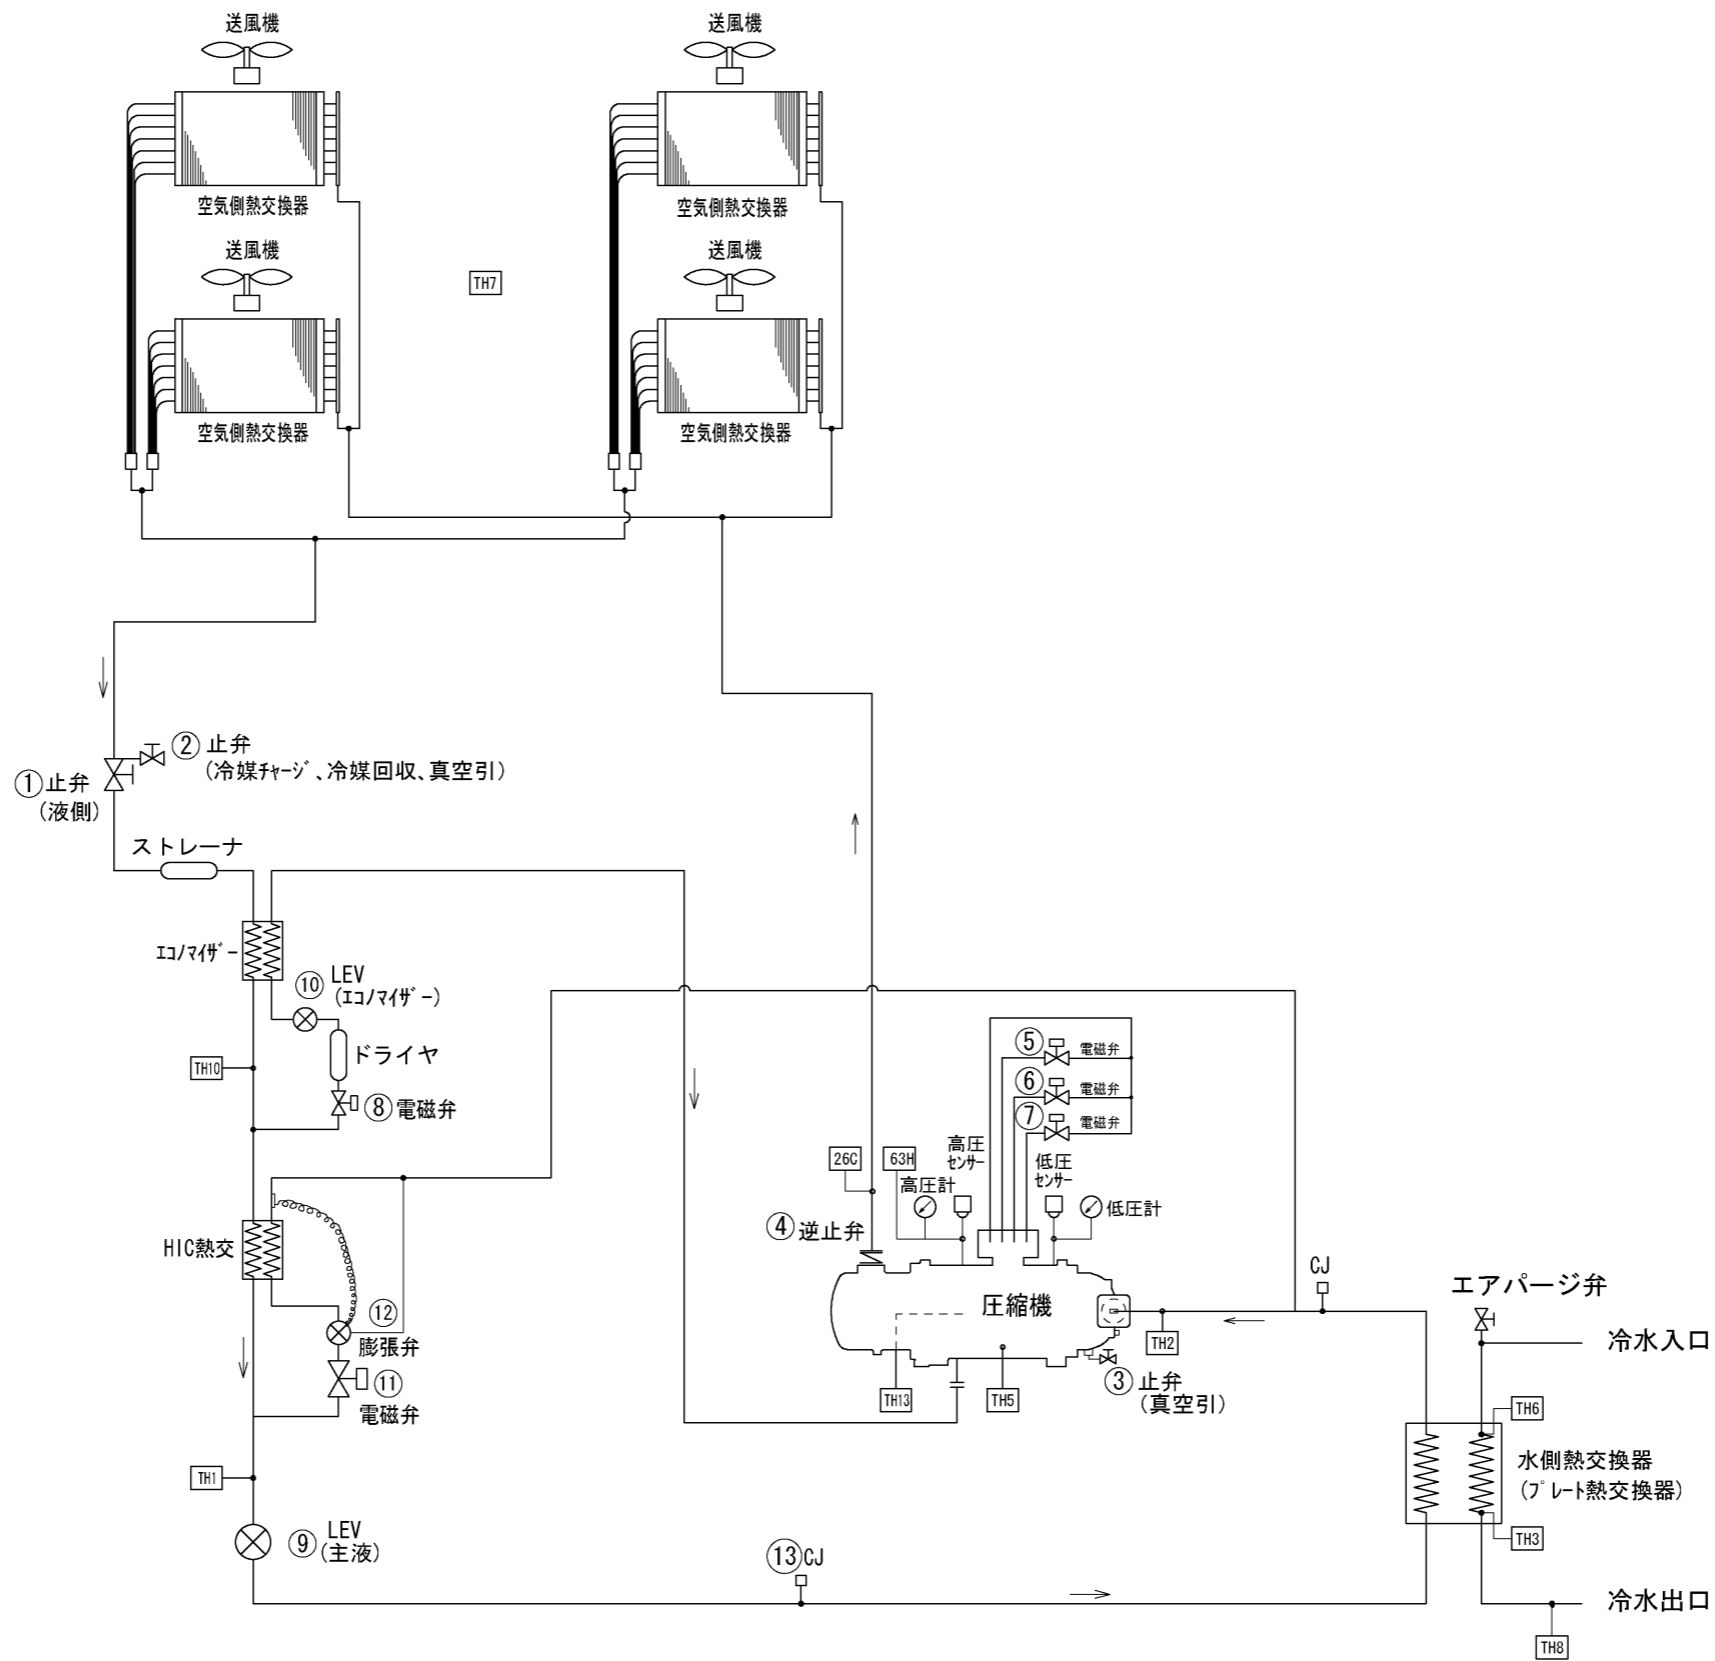 送風機
送風機
空気側熱交換器
空気側熱交換器
送風機
送風機
TH7
空気側熱交換器
空気側熱交換器
② 止弁
(冷媒ﾁｬｰｼﾞ、冷媒回収、真空引)
① 止弁
(液側)
ストレーナ
ｴｺﾉﾏｲｻﾞｰ
⑩ LEV
(ｴｺﾉﾏｲｻﾞｰ)
ドライヤ
TH10
⑧ 電磁弁
⑤ 電磁弁
⑥ 電磁弁
⑦ 電磁弁
26C
63H
高圧
ｾﾝｻｰ
低圧
ｾﾝｻｰ
高圧計
低圧計
④ 逆止弁
HIC熱交
⑫
膨張弁
⑪
電磁弁
圧縮機
CJ
エアパージ弁
冷水入口
TH2
TH13
TH5
③ 止弁
(真空引)
TH6
水側熱交換器
(ﾌﾟﾚｰﾄ熱交換器)
TH1
TH3
⑨ LEV
(主液)
⑬ CJ
冷水出口
TH8